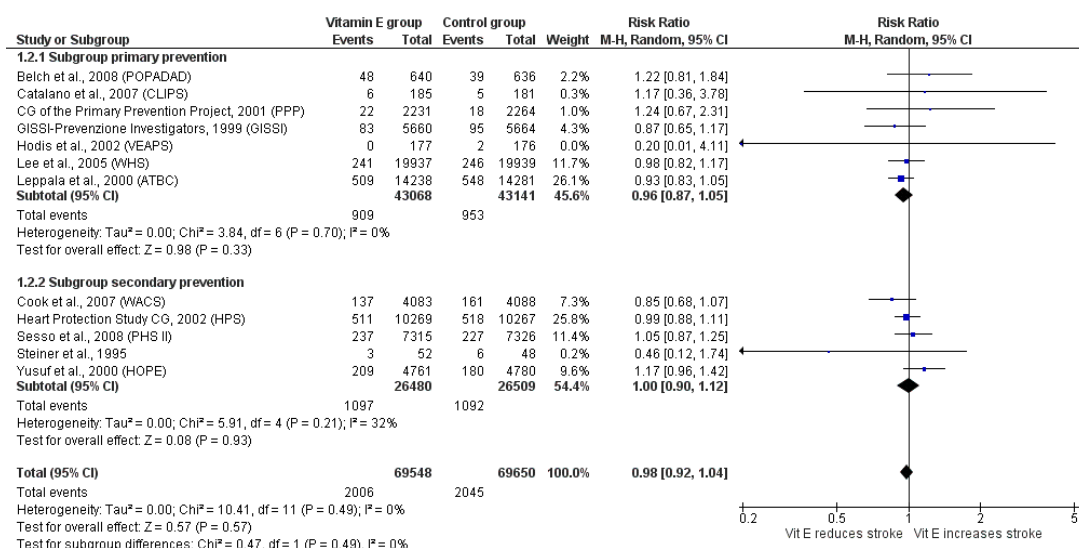 Vitamin E group Control group Risk Ratio Risk Ratio
Study or Subgroup Events Total Events Total Weight M-H, Random, 95% CI M-H, Random, 95% CI
1.2.1 Subgroup primary prevention
Belch et al., 2008 (POPADAD) 48 640 39 636 2.2% 1.22 [0.81, 1.84]
Catalano et al., 2007 (CLIPS) 6 185 5 181 0.3% 1.17 [0.36, 3.78]
CG of the Primary Prevention Project, 2001 (PPP) 22 2231 18 2264 1.0% 1.24 [0.67, 2.31]
GISSI-Prevenzione Investigators, 1999 (GISSI) 83 5660 95 5664 4.3% 0.87 [0.65, 1.17]
Hodis et al., 2002 (VEAPS) 0 177 2 176 0.0% 0.20 [0.01, 4.11]
Lee et al., 2005 (WHS) 241 19937 246 19939 11.7% 0.98 [0.82, 1.17]
Leppala et al., 2000 (ATBC) 509 14238 548 14281 26.1% 0.93 [0.83, 1.05]
Subtotal (95% CI) 43068 43141 45.6% 0.96 [0.87, 1.05]
Total events 909 953
Heterogeneity: Tau² = 0.00; Chi² = 3.84, df = 6 (P = 0.70); I² = 0%
Test for overall effect: Z = 0.98 (P = 0.33)
1.2.2 Subgroup secondary prevention
Cook et al., 2007 (WACS) 137 4083 161 4088 7.3% 0.85 [0.68, 1.07]
Heart Protection Study CG, 2002 (HPS) 511 10269 518 10267 25.8% 0.99 [0.88, 1.11]
Sesso et al., 2008 (PHS II) 237 7315 227 7326 11.4% 1.05 [0.87, 1.25]
Steiner et al., 1995 3 52 6 48 0.2% 0.46 [0.12, 1.74]
Yusuf et al., 2000 (HOPE) 209 4761 180 4780 9.6% 1.17 [0.96, 1.42]
Subtotal (95% CI) 26480 26509 54.4% 1.00 [0.90, 1.12]
Total events 1097 1092
Heterogeneity: Tau² = 0.00; Chi² = 5.91, df = 4 (P = 0.21); I² = 32%
Test for overall effect: Z = 0.08 (P = 0.93)
Total (95% CI) 69548 69650 100.0% 0.98 [0.92, 1.04]
Total events 2006 2045
Heterogeneity: Tau² = 0.00; Chi² = 10.41, df = 11 (P = 0.49); I² = 0%
Test for overall effect: Z = 0.57 (P = 0.57)
Test for subgroup differences: Chi² = 0.47, df = 1 (P = 0.49), I² = 0%
0.2 1 2 5
Vit E reduces stroke Vit E increases stroke